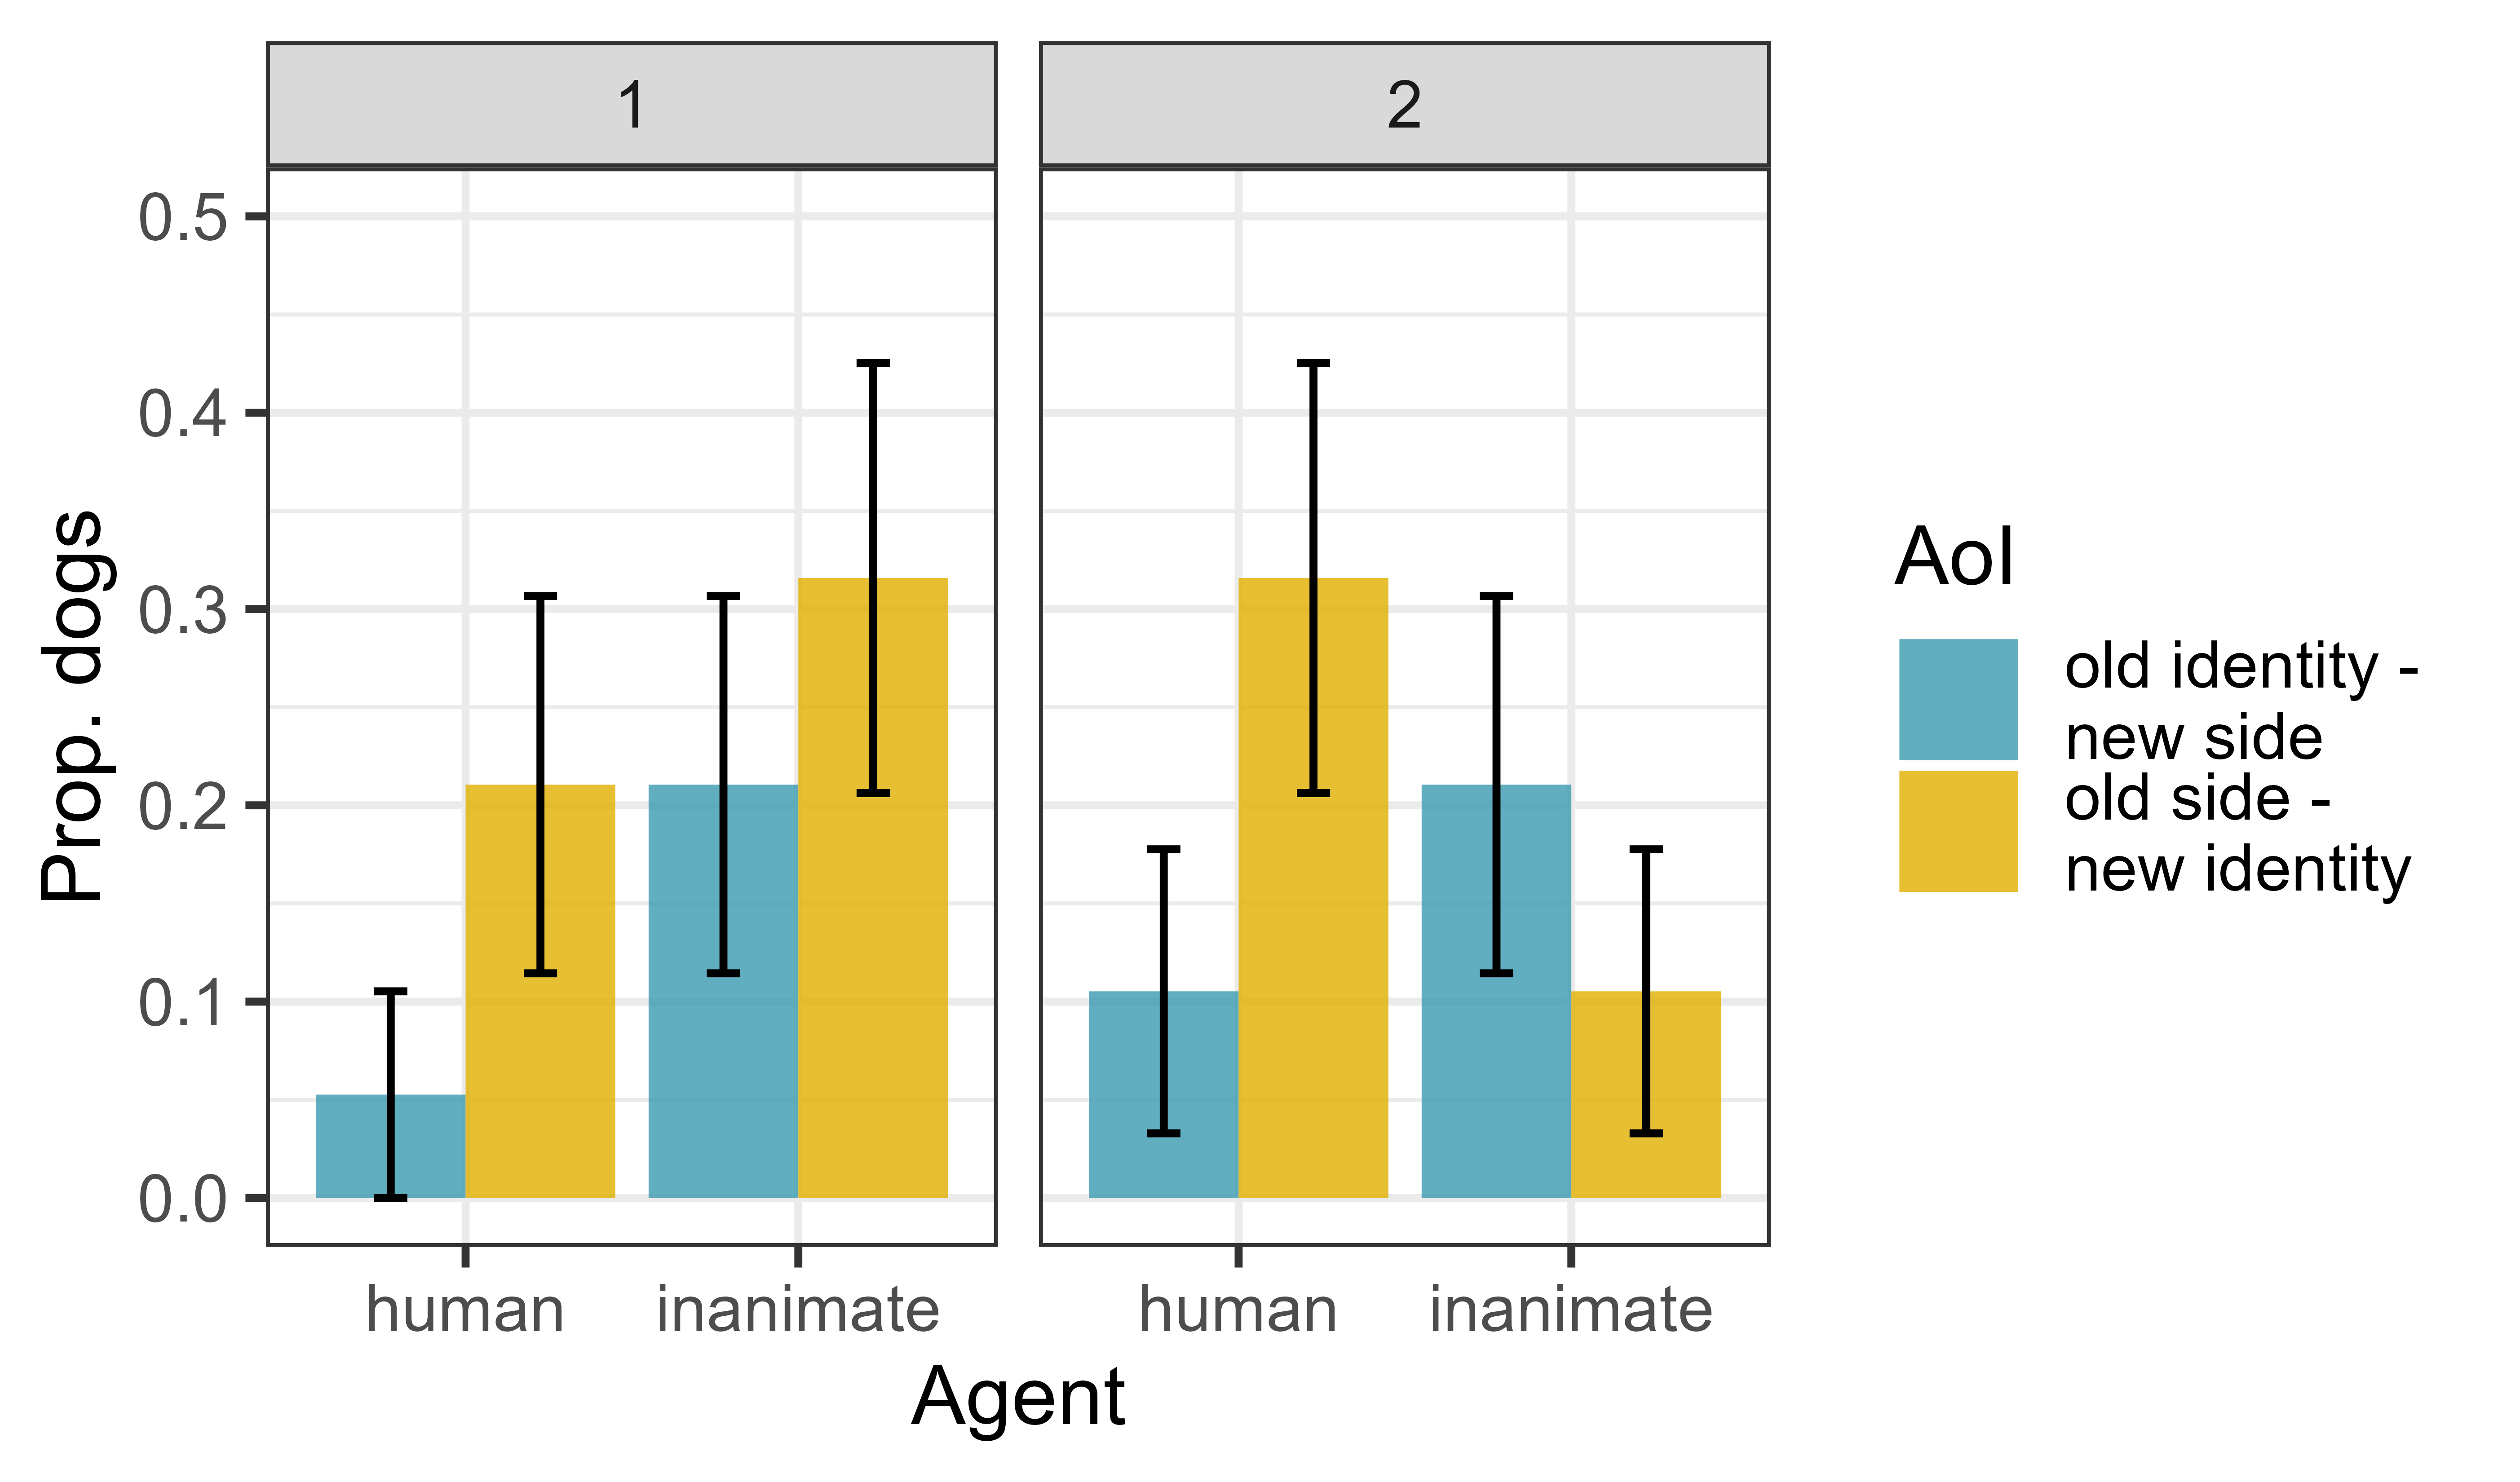 1
2
0.5
0.4
0.3
0.2
0.1
0.0
Prop. dogs
human
inanimate
human
inanimate
Agent
AoI
old identity -
new side
old side -
new identity